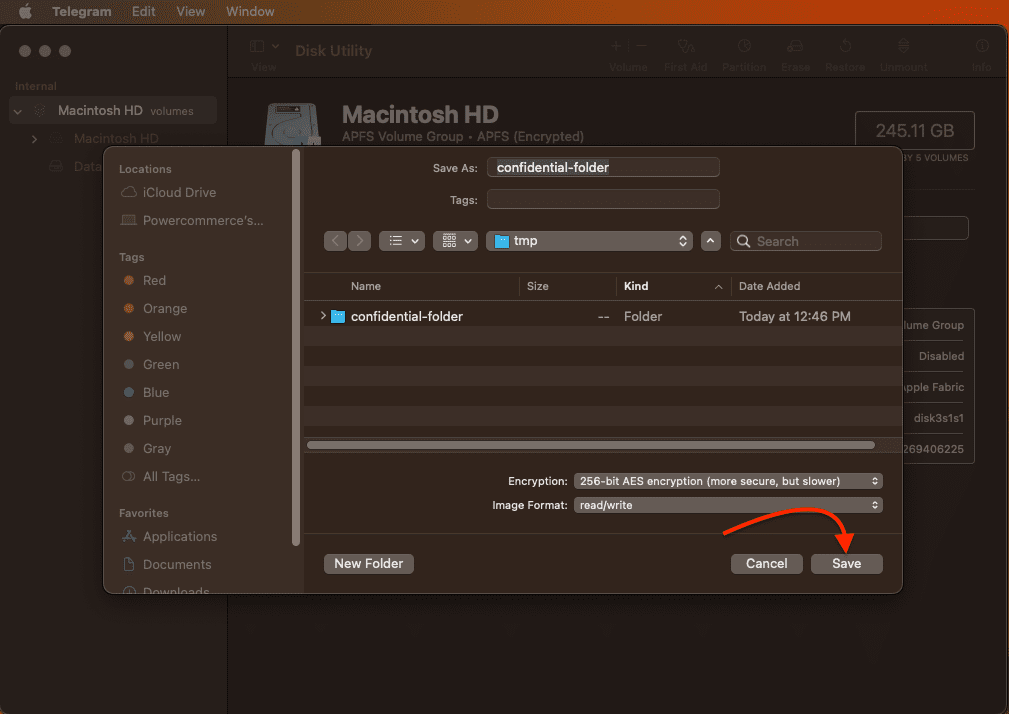 Telegram Edit View Window
Disk Utility
View
Volume First Aid Partition Erase Restore Unmount Info
Internal
Macintosh HD volumes
Macintosh HD
Data
Macintosh HD
APFS Volume Group • APFS (Encrypted)
245.11 GB
BY 5 VOLUMES
lume Group
Disabled
Apple Fabric
disk3s1s1
269406225
Locations
iCloud Drive
Powercommerce's...
Tags
Red
Orange
Yellow
Green
Blue
Purple
Gray
All Tags...
Favorites
Applications
Documents
Downloads
Save As: confidential-folder
Tags:
tmp
Search
Name Size Kind Date Added
confidential-folder -- Folder Today at 12:46 PM
Encryption: 256-bit AES encryption (more secure, but slower)
Image Format: read/write
New Folder Cancel Save